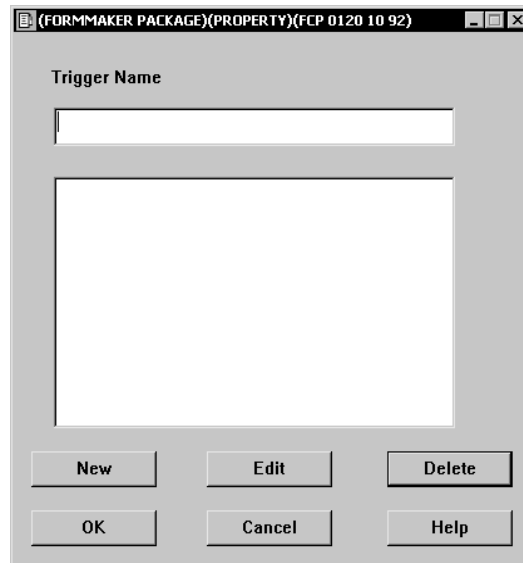 (FORMMAKER PACKAGE)(PROPERTY)(FCP 0120 10 92)
Trigger Name
New Edit Delete
OK Cancel Help